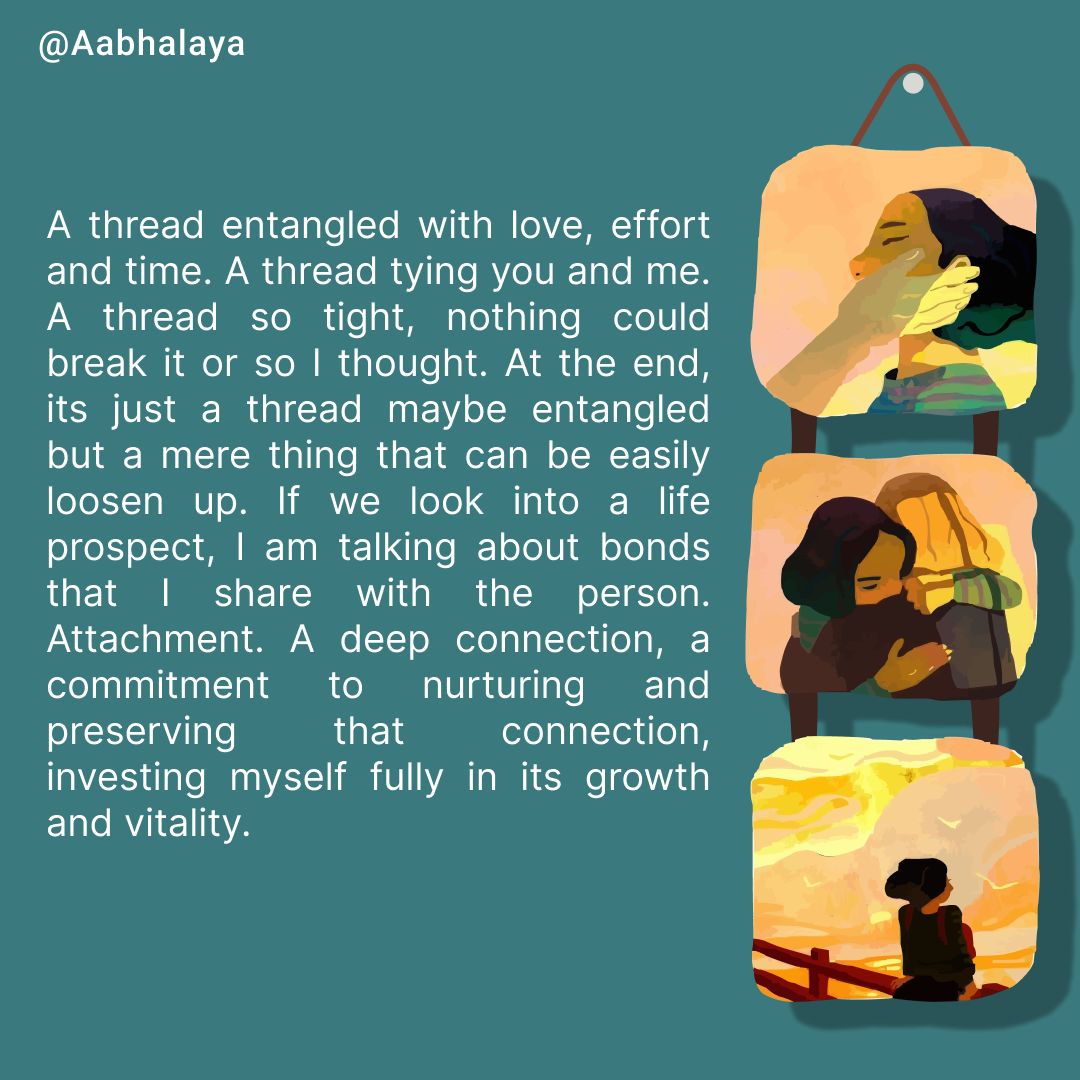 @Aabhalaya
A thread entangled with love, effort
and time. A thread tying you and me.
A thread so tight, nothing could
break it or so I thought. At the end,
its just a thread maybe entangled
but a mere thing that can be easily
loosen up. If we look into a life
prospect, I am talking about bonds
that I share with the person.
Attachment. A deep connection, a
commitment to nurturing and
preserving that connection,
investing myself fully in its growth
and vitality.